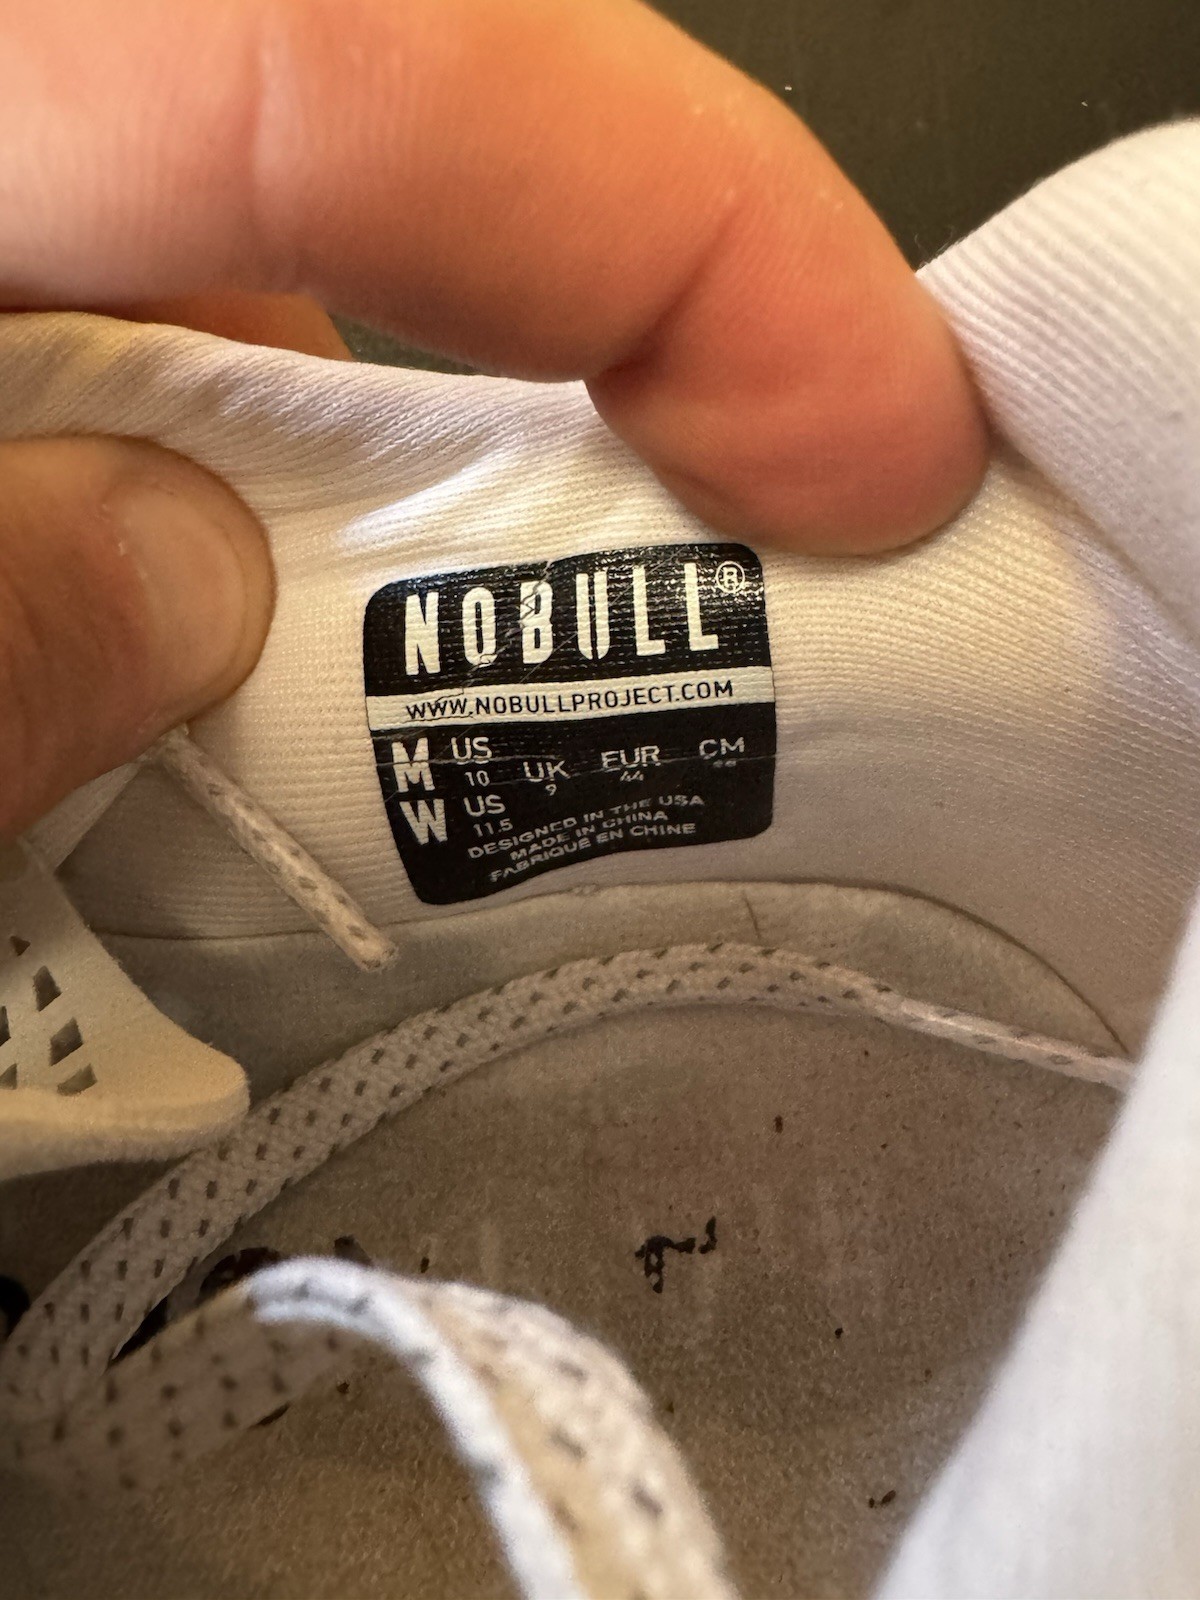 NOBULL®
WWW.NOBULLPROJECT.COM
M US 10 UK 9 EUR 44 CM
W US 11.5
DESIGNED IN THE USA
MADE IN CHINA
FABRIQUÉ EN CHINE